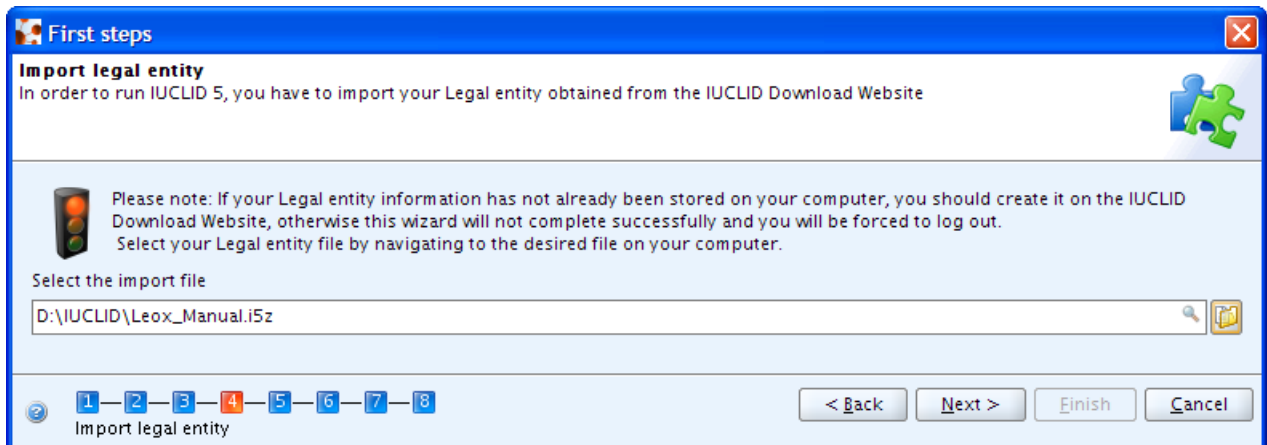 First steps
Import legal entity
In order to run IUCLID 5, you have to import your Legal entity obtained from the IUCLID Download Website
Please note: If your Legal entity information has not already been stored on your computer, you should create it on the IUCLID
Download Website, otherwise this wizard will not complete successfully and you will be forced to log out.
Select your Legal entity file by navigating to the desired file on your computer.
Select the import file
D:\IUCLID\Leox_Manual.i5z
1 2 3 4 5 6 7 8 < Back Next > Finish Cancel
Import legal entity